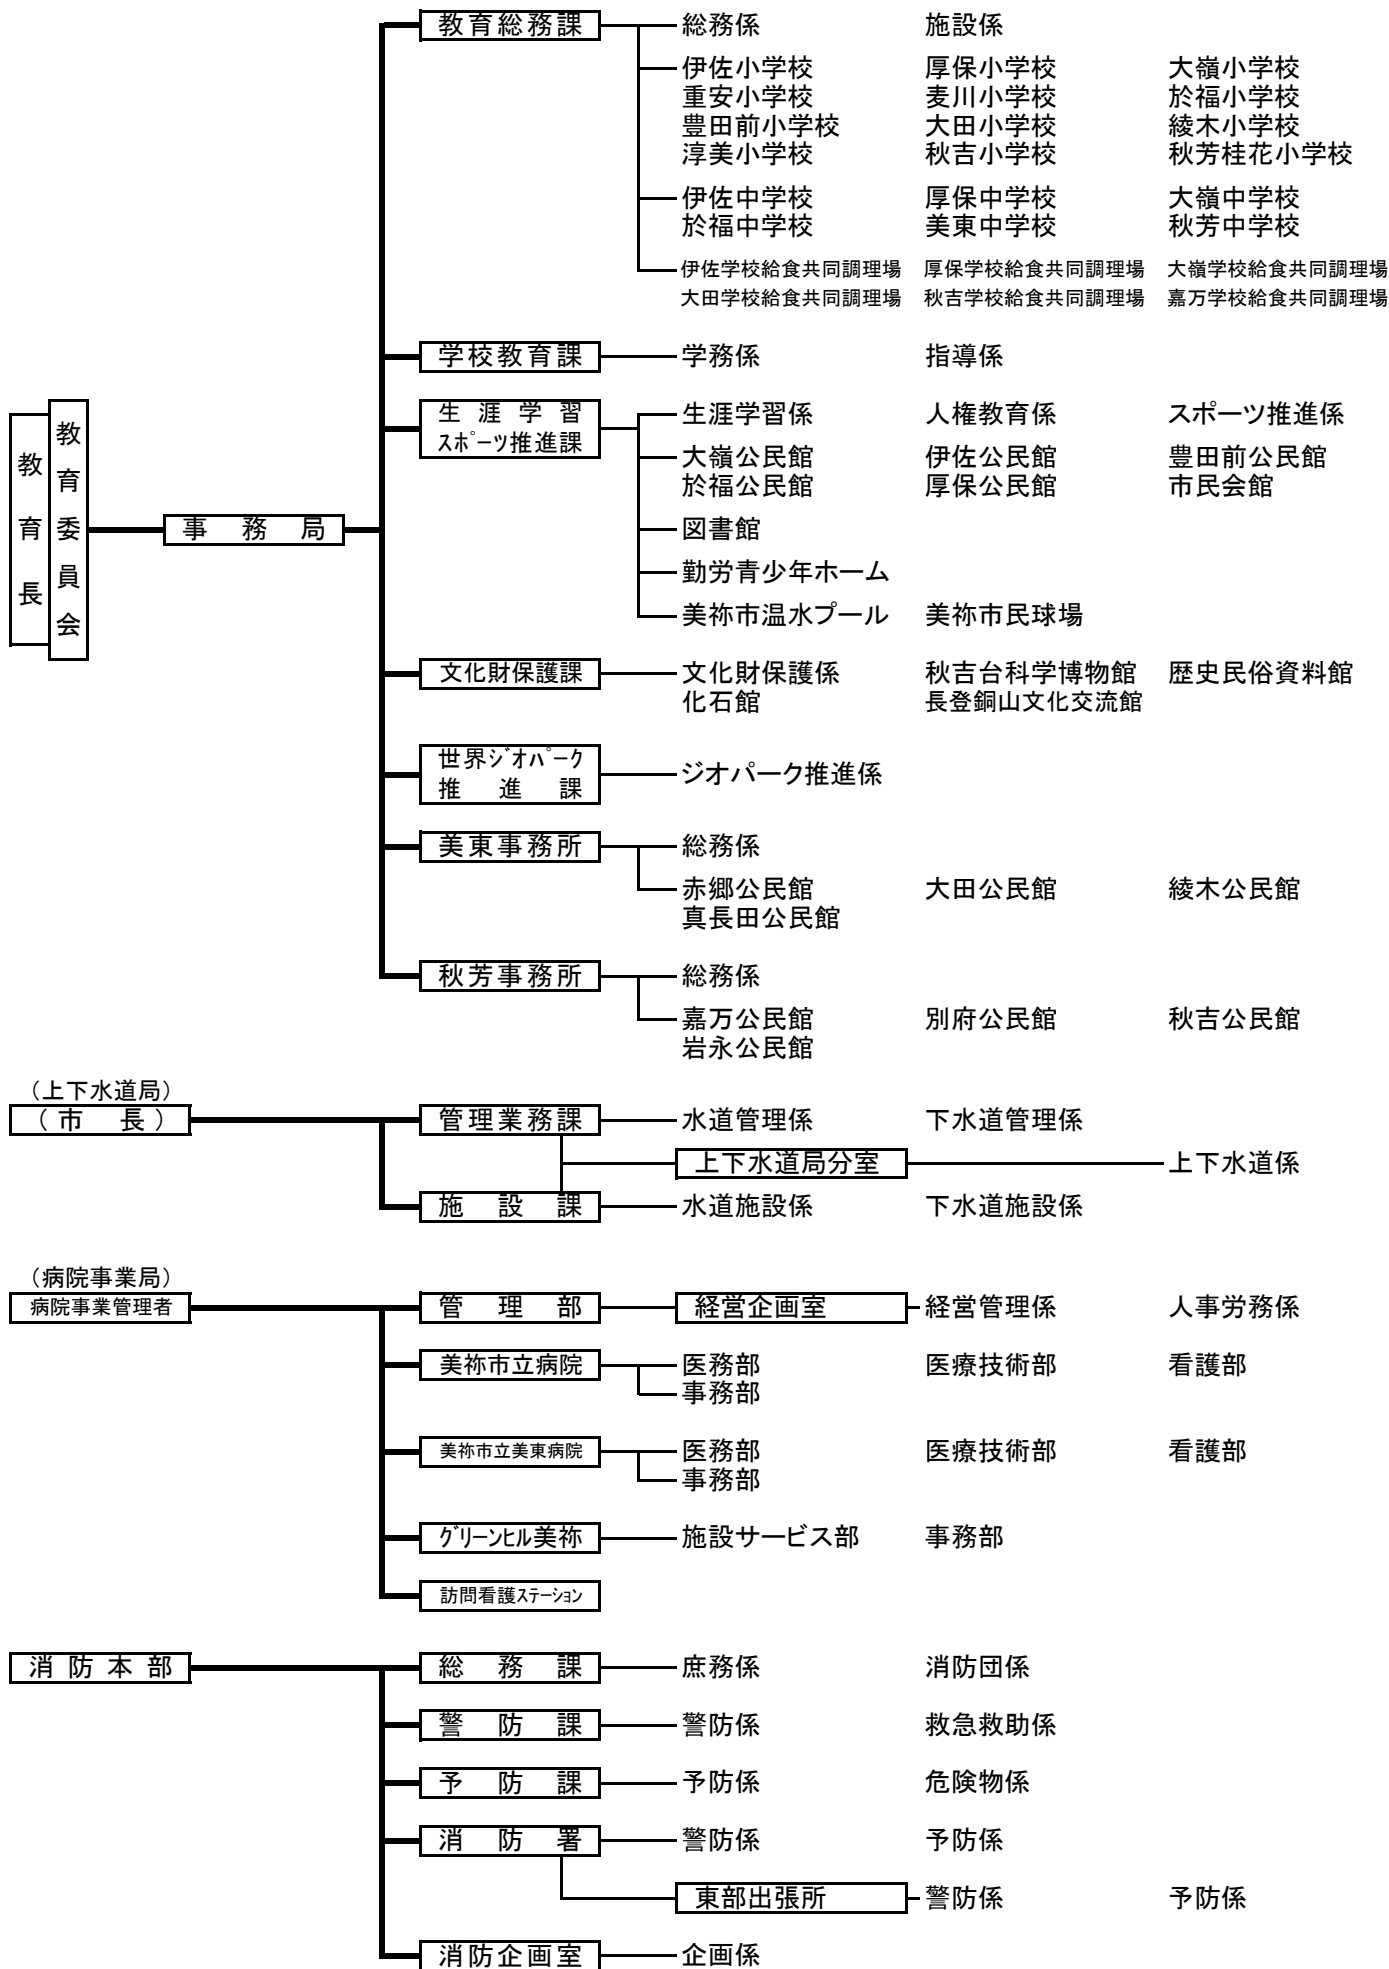 教育総務課 総務係 施設係
伊佐小学校 厚保小学校 大嶺小学校
重安小学校 麦川小学校 於福小学校
豊田前小学校 大田小学校 綾木小学校
淳美小学校 秋吉小学校 秋芳桂花小学校
伊佐中学校 厚保中学校 大嶺中学校
於福中学校 美東中学校 秋芳中学校
伊佐学校給食共同調理場 厚保学校給食共同調理場 大嶺学校給食共同調理場
大田学校給食共同調理場 秋吉学校給食共同調理場 嘉万学校給食共同調理場
学校教育課 学務係 指導係
教育長
教育委員会
事務局
生涯学習
スポーツ推進課
生涯学習係 人権教育係 スポーツ推進係
大嶺公民館 伊佐公民館 豊田前公民館
於福公民館 厚保公民館 市民会館
図書館
勤労青少年ホーム
美祢市温水プール 美祢市民球場
文化財保護課 文化財保護係 秋吉台科学博物館 歴史民俗資料館
化石館 長登銅山文化交流館
世界ジオパーク
推進課
ジオパーク推進係
美東事務所 総務係
赤郷公民館 大田公民館 綾木公民館
真長田公民館
秋芳事務所 総務係
嘉万公民館 別府公民館 秋吉公民館
岩永公民館
（上下水道局）
（市長） 管理業務課 水道管理係 下水道管理係
上下水道局分室 上下水道係
施設課 水道施設係 下水道施設係
（病院事業局）
病院事業管理者 管理部 経営企画室 経営管理係 人事労務係
美祢市立病院 医務部 医療技術部 看護部
事務部
美祢市立美東病院 医務部 医療技術部 看護部
事務部
グリーンヒル美祢 施設サービス部 事務部
訪問看護ステーション
消防本部 総務課 庶務係 消防団係
警防課 警防係 救急救助係
予防課 予防係 危険物係
消防署 警防係 予防係
東部出張所 警防係 予防係
消防企画室 企画係